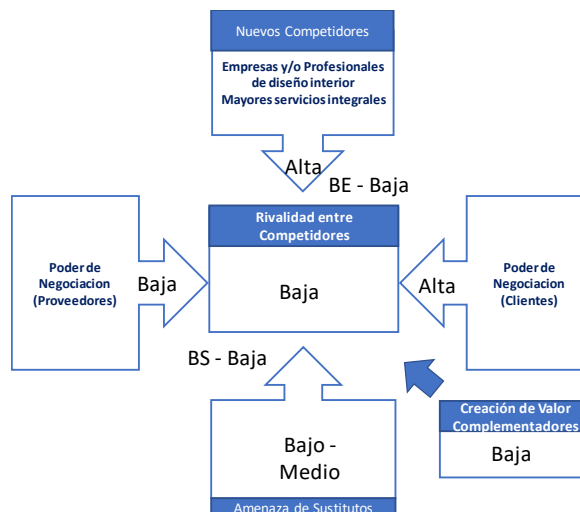 Nuevos Competidores
Empresas y/o Profesionales
de diseño interior
Mayores servicios integrales
Alta
BE - Baja
Rivalidad entre
Competidores
Baja
Poder de
Negociacion
(Proveedores)
Baja
Alta
Poder de
Negociacion
(Clientes)
BS - Baja
Bajo -
Medio
Amenaza de Sustitutos
Creación de Valor
Complementadores
Baja